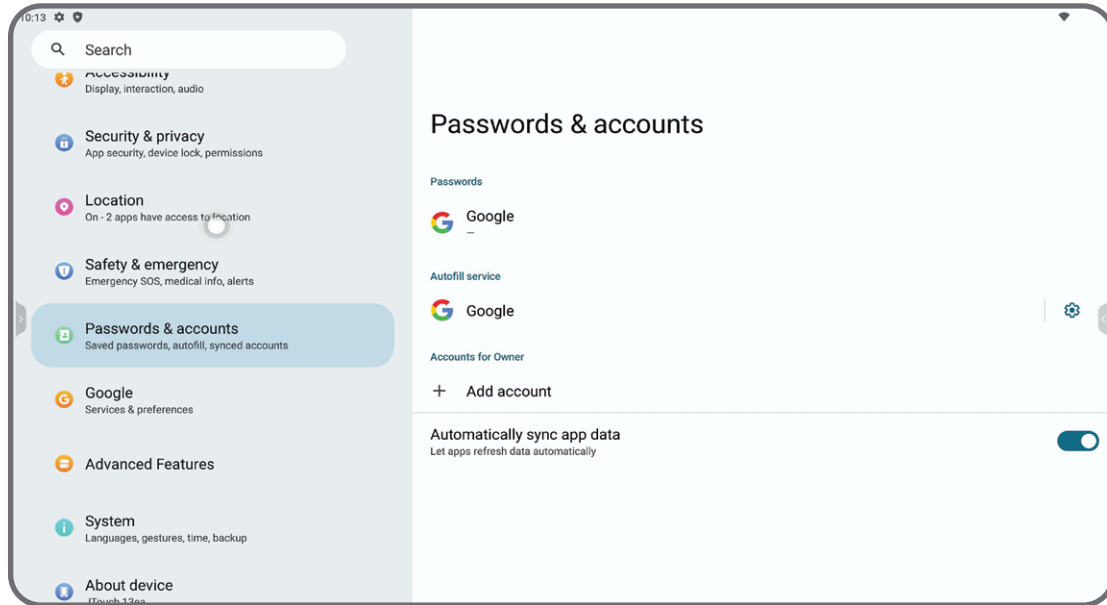 10:13
Search
Accessibility
Display, interaction, audio
Security & privacy
App security, device lock, permissions
Location
On - 2 apps have access to location
Safety & emergency
Emergency SOS, medical info, alerts
Passwords & accounts
Saved passwords, autofill, synced accounts
Google
Services & preferences
Advanced Features
System
Languages, gestures, time, backup
About device
Passwords & accounts
Passwords
Google
–
Autofill service
Google
Accounts for Owner
+ Add account
Automatically sync app data
Let apps refresh data automatically